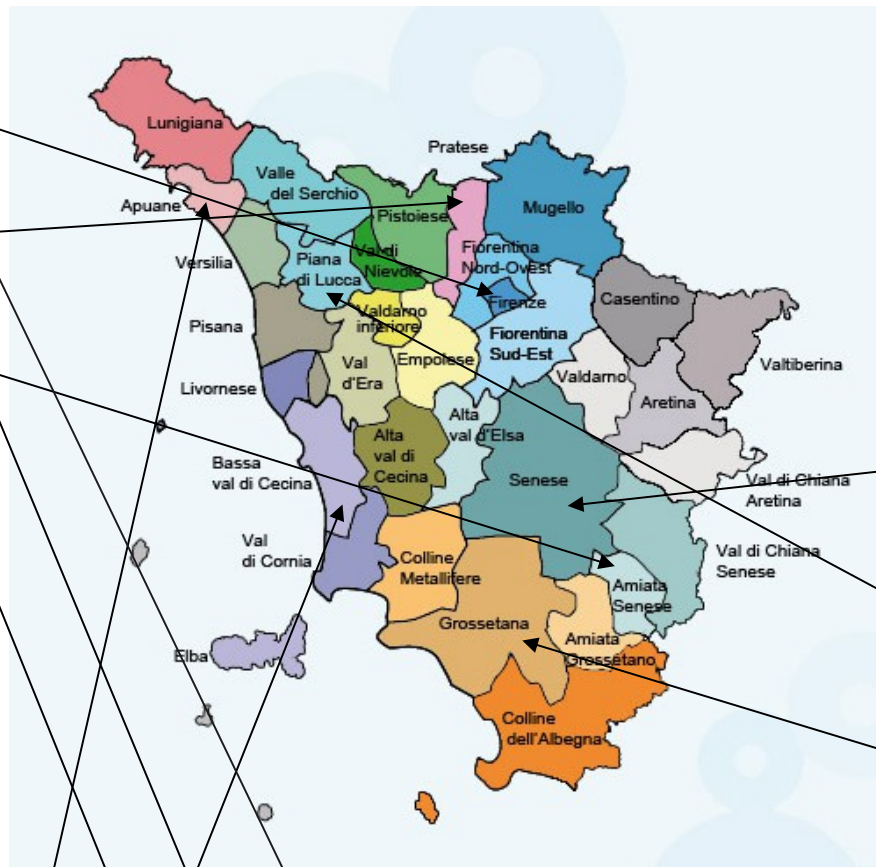 Lunigiana
Pratese
Valle
del Serchio
Apuane
Pistoiese
Mugello
Versilia
Piana
di Lucca
Val di
Nievole
Fiorentina
Nord-Ovest
Firenze
Casentino
Pisana
Valdarno
inferiore
Fiorentina
Sud-Est
Valtiberina
Livornese
Val
d'Era
Empolese
Valdarno
Aretina
Alta
val d'Elsa
Bassa
val di Cecina
Alta
val di
Cecina
Senese
Val di Chiana
Aretina
Val
di Cornia
Colline
Metallifere
Val di Chiana
Senese
Amiata
Senese
Grossetana
Elba
Amiata
Grossetano
Colline
dell'Albegna